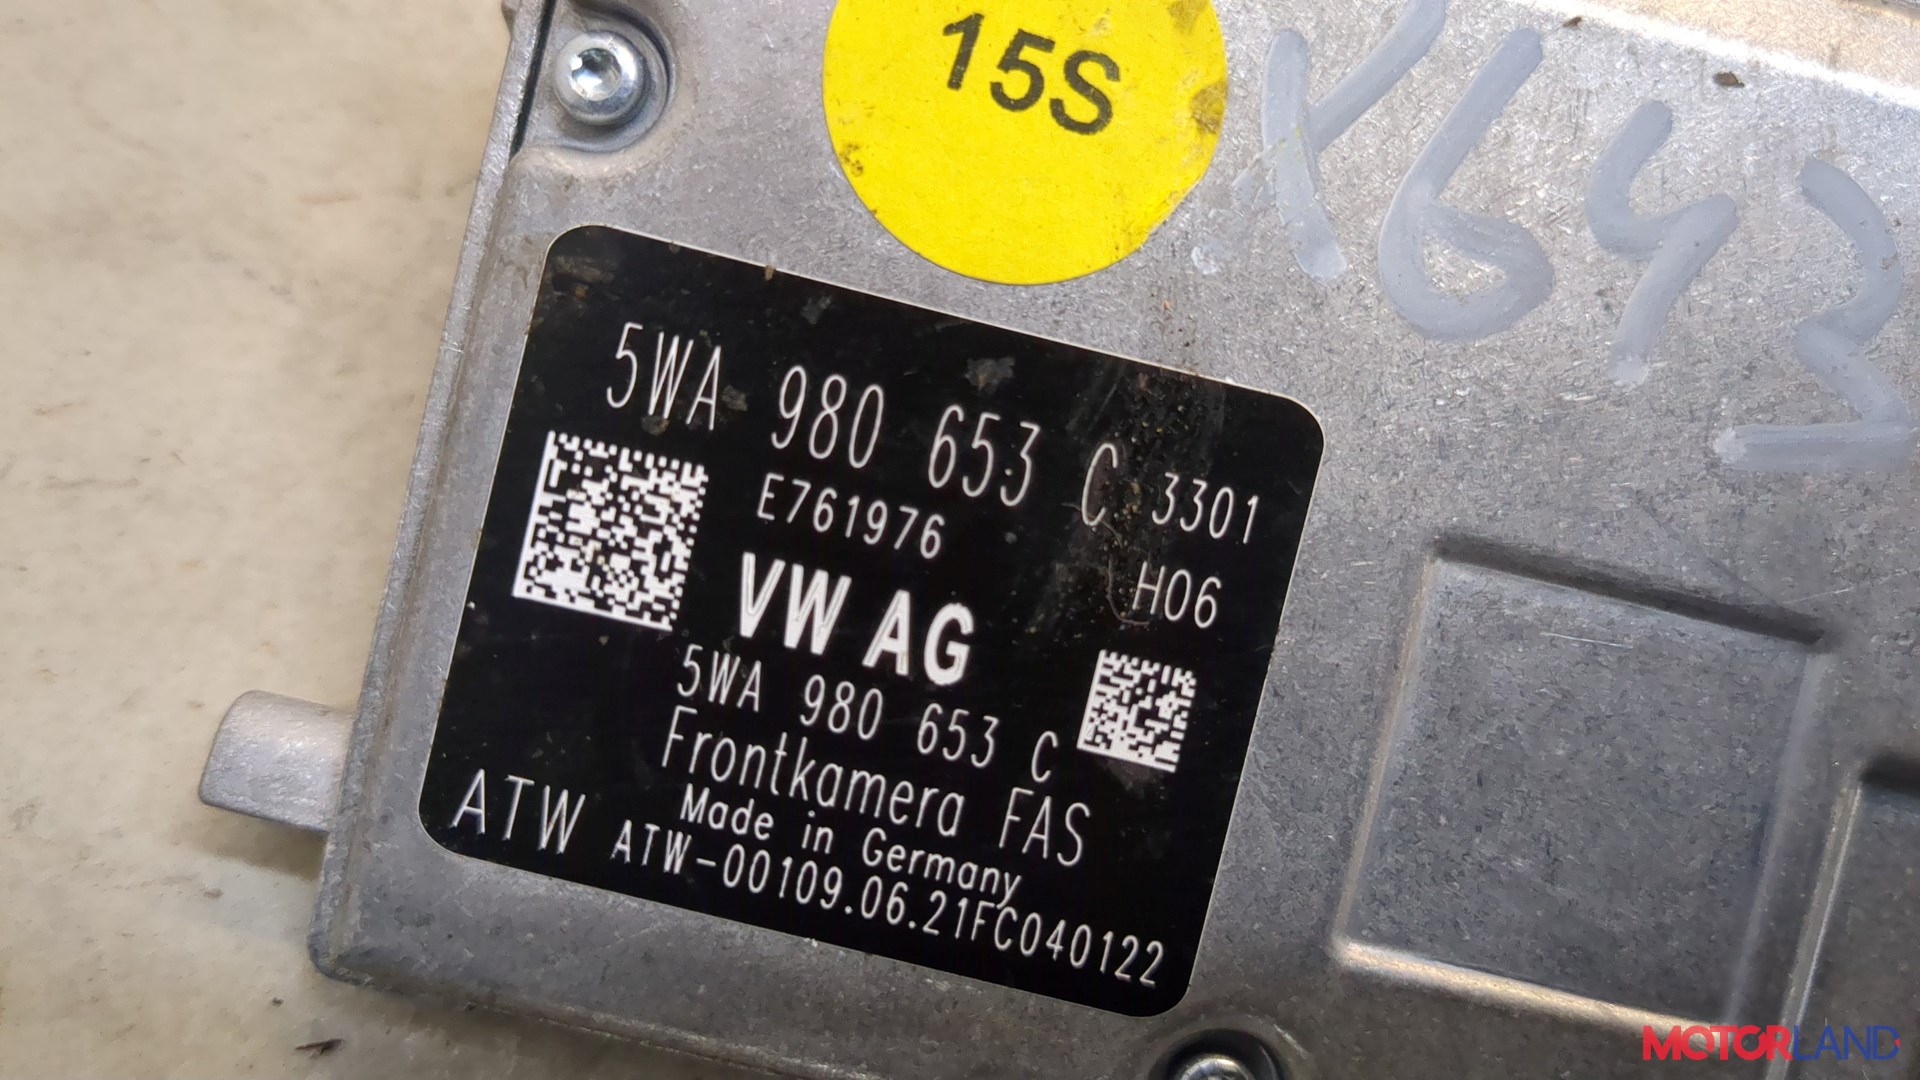 15S
X643
5WA 980 653 C 3301
E761976
H06
VW AG
5WA 980 653 C
Frontkamera FAS
Made in Germany
ATW ATW-00109.06.21FC040122
MOTORLAND